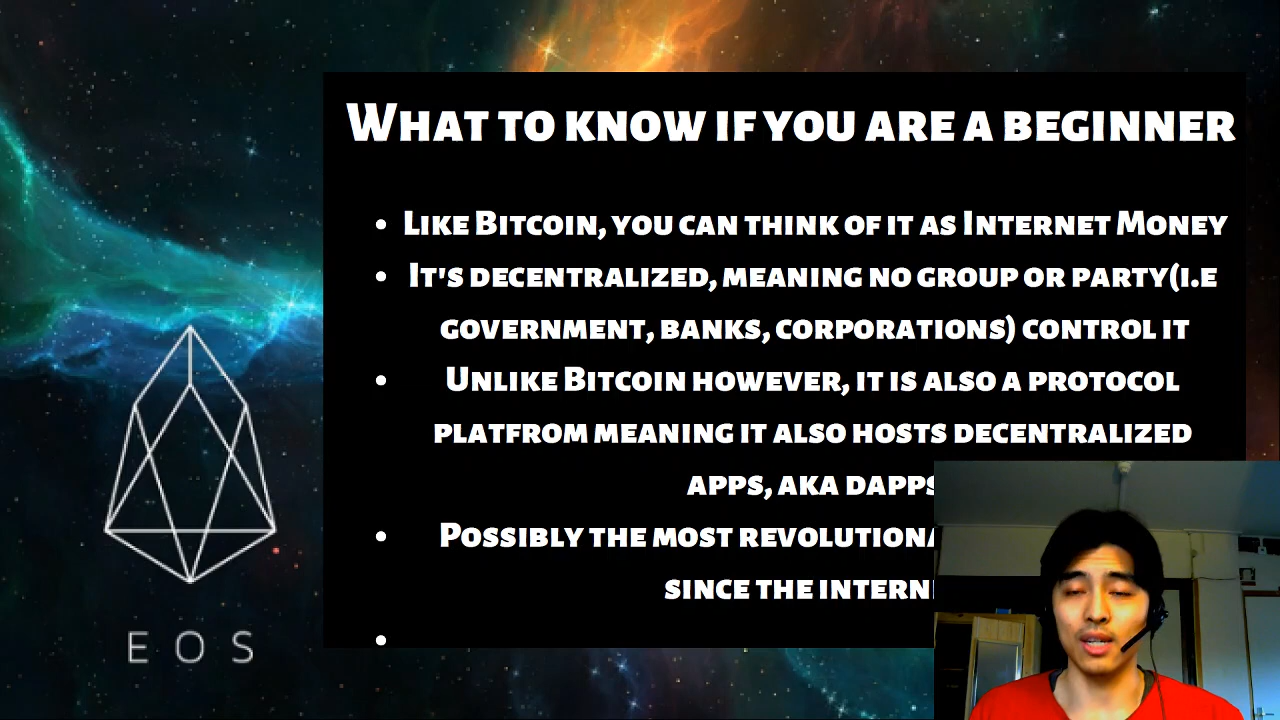 What to know if you are a beginner
Like Bitcoin, you can think of it as Internet Money
It's decentralized, meaning no group or party(i.e
government, banks, corporations) control it
Unlike Bitcoin however, it is also a protocol
platfrom meaning it also hosts decentralized
apps, aka dapps
Possibly the most
since the
EOS